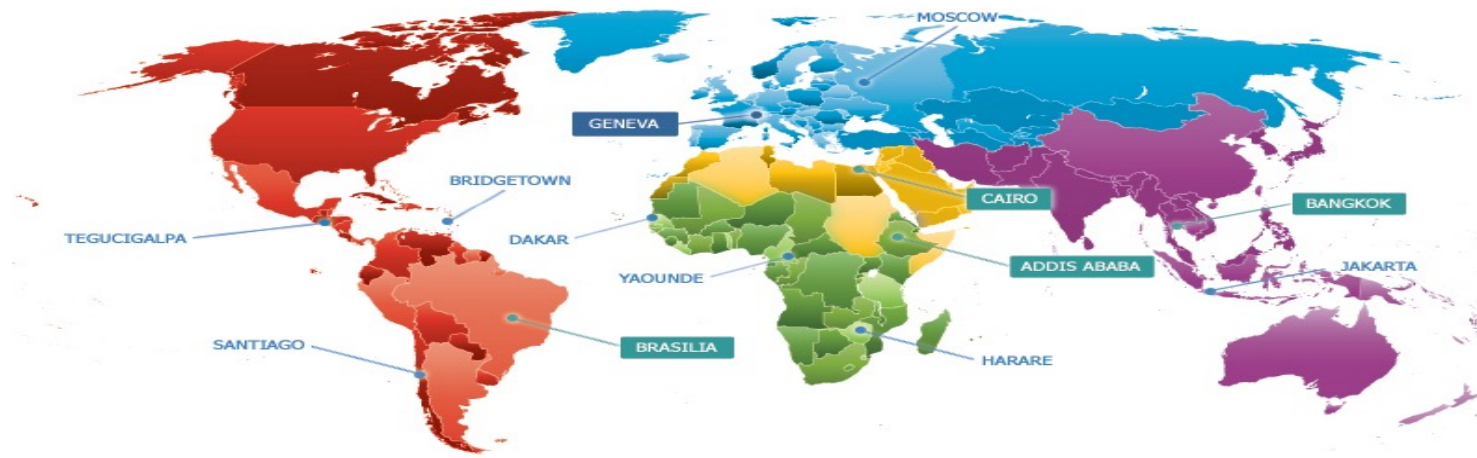 MOSCOW
GENEVA
BRIDGETOWN
CAIRO
BANGKOK
TEGUCIGALPA
DAKAR
ADDIS ABABA
JAKARTA
YAOUNDE
SANTIAGO
BRASILIA
HARARE